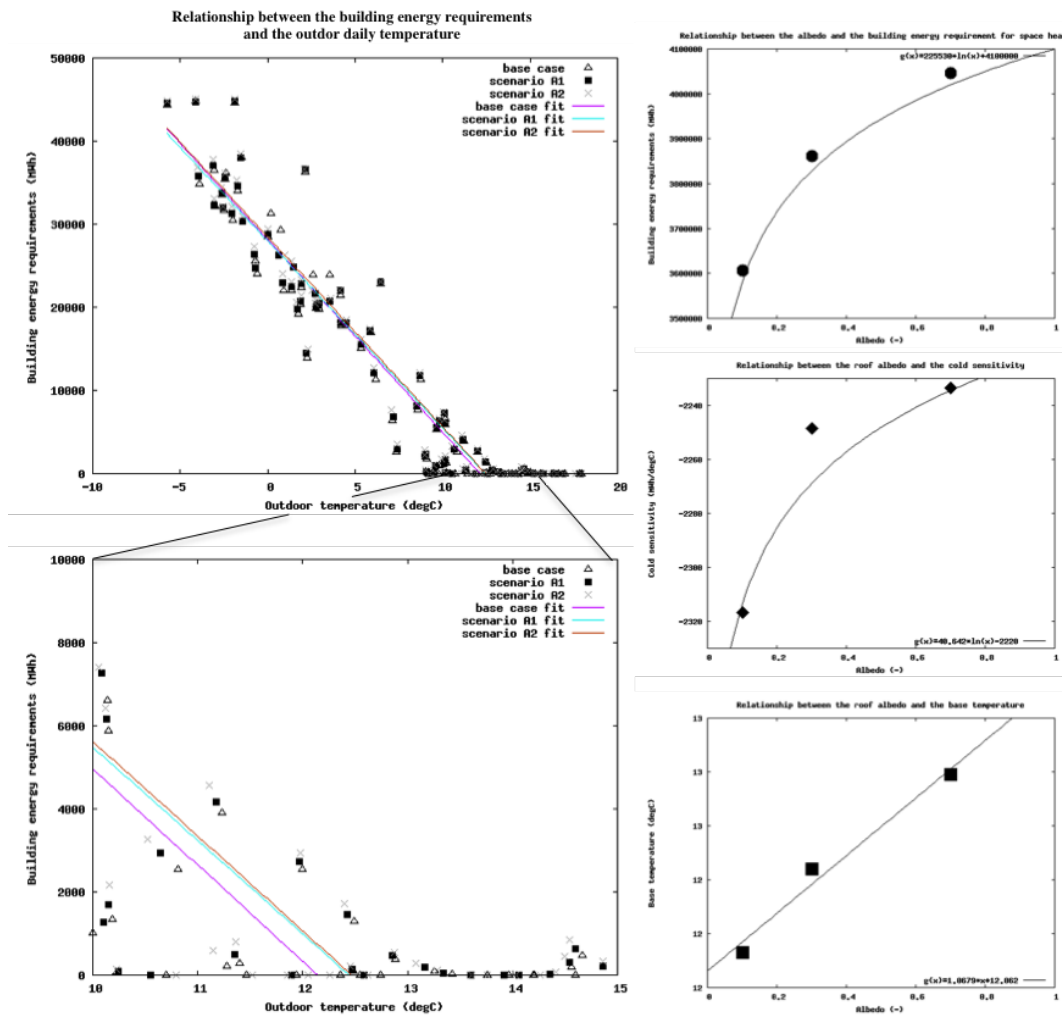 Relationship between the building energy requirements
and the outdor daily temperature
50000
40000
30000
20000
10000
0
Building energy requirements (MWh)
base case
scenario A1
scenario A2
base case fit
scenario A1 fit
scenario A2 fit
-10
-5
0
5
10
15
20
Outdoor temperature (degC)
10000
8000
6000
4000
2000
0
Building energy requirements (MWh)
base case
scenario A1
scenario A2
base case fit
scenario A1 fit
scenario A2 fit
10
11
12
13
14
15
Outdoor temperature (degC)
Relationship between the albedo and the building energy requirement for space hea
4100000
4000000
3900000
3800000
3700000
3600000
3500000
Building energy requirements (MWh)
g(x)=225530*ln(x)+4100000
0
0.2
0.4
0.6
0.8
1
Albedo (-)
Relationship between the roof albedo and the cold sensitivity
-2240
-2260
-2280
-2300
-2320
Cold sensitivity (MWh/degC)
g(x)=40.642*ln(x)-2220
0
0.2
0.4
0.6
0.8
1
Albedo (-)
Relationship between the roof albedo and the base temperature
13
13
13
12
12
12
Base temperature (degC)
g(x)=1.0679*x+12.062
0
0.2
0.4
0.6
0.8
1
Albedo (-)